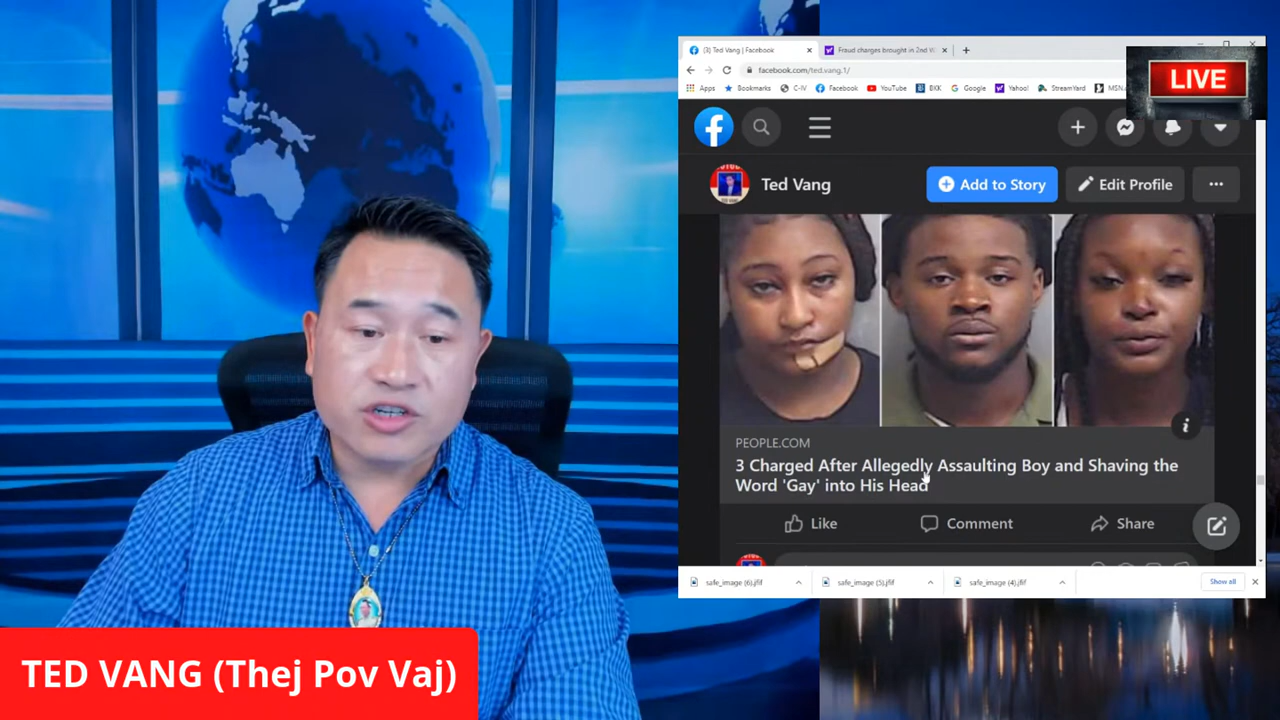 (3) Ted Vang | Facebook
Fraud charges brought in 2nd W
facebook.com/ted.vang.1/
Apps
Bookmarks
C-IV
Facebook
YouTube
BKK
Google
Yahoo!
StreamYard
MSN
LIVE
Ted Vang
Add to Story
Edit Profile
PEOPLE.COM
3 Charged After Allegedly Assaulting Boy and Shaving the
Word 'Gay' into His Head
Like
Comment
Share
safe_image (6).jfif
safe_image (5).jfif
safe_image (4).jfif
Show all
TED VANG (Thej Pov Vaj)